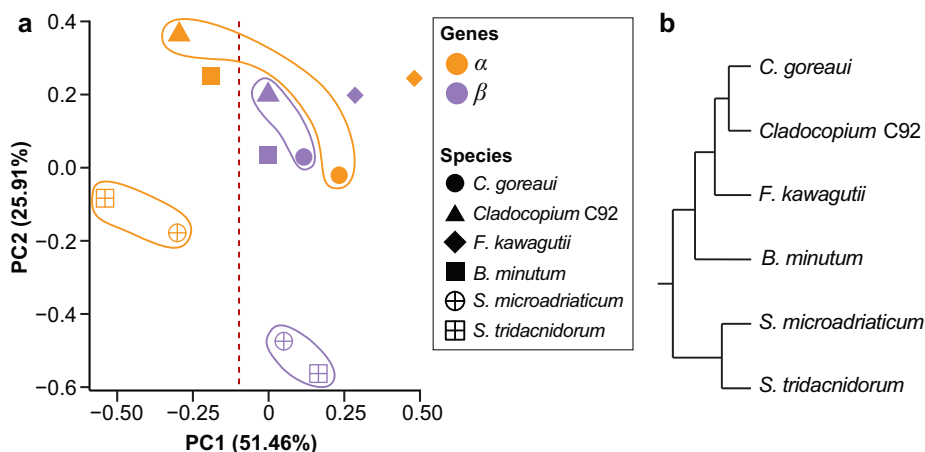 a
0.4
0.2
0.0
−0.2
−0.4
−0.6
PC2 (25.91%)
−0.50
−0.25
0
0.25
0.50
PC1 (51.46%)
Genes
α
β
Species
C. goreaui
Cladocopium C92
F. kawagutii
B. minutum
S. microadriaticum
S. tridacnidorum
b
C. goreaui
Cladocopium C92
F. kawagutii
B. minutum
S. microadriaticum
S. tridacnidorum